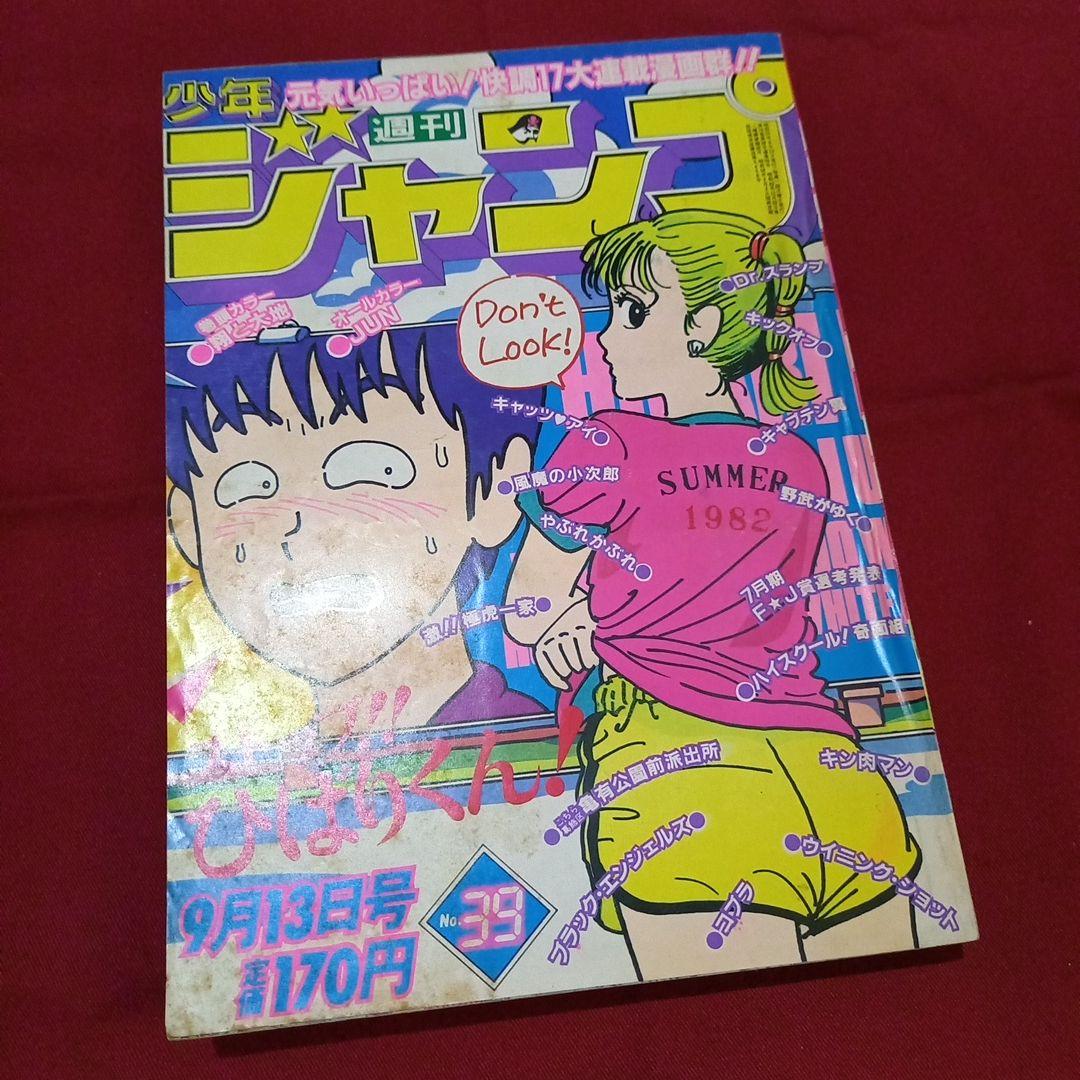 元気いっぱい！快調17大連載漫画群!!
少年
週刊
ジャンプ
巻頭カラー
翔と大地
オールカラー
JUN
Don't
Look!
Dr.スランプ
キックオフ
キャッツ♥アイ
キャプテン翼
風魔の小次郎
SUMMER
1982
野武がゆく
やぶれかぶれ
7月期
F★J賞選考発表
激!!極虎一家
ハイスクール！奇面組
ひばりくん！
こちら葛飾区亀有公園前派出所
キン肉マン
ブラック・エンジェルズ
ウイニング・ショット
コブラ
9月13日号
No.39
定価170円